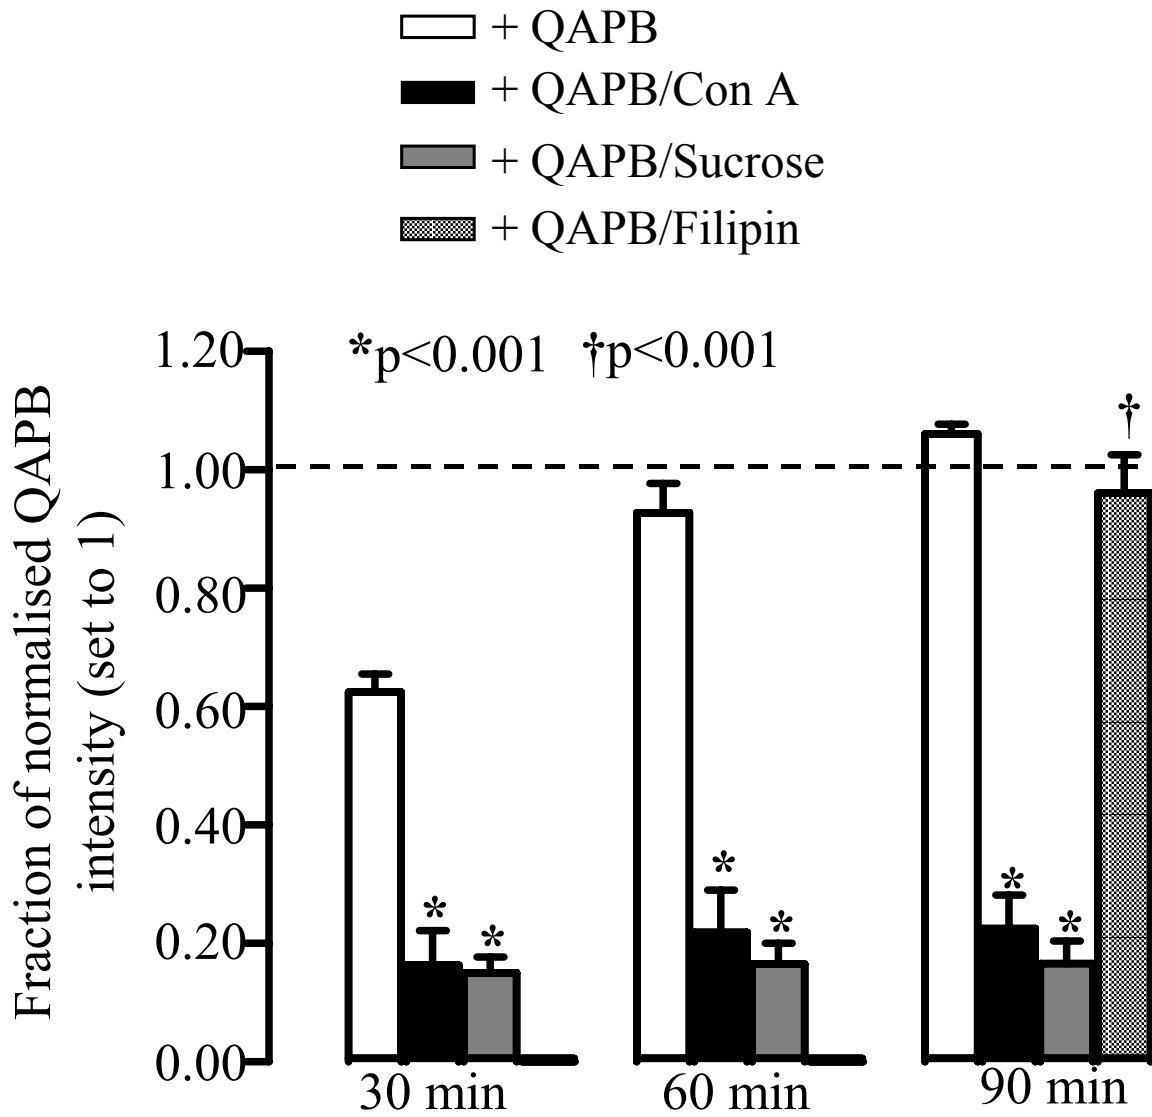 + QAPB
+ QAPB/Con A
+ QAPB/Sucrose
+ QAPB/Filipin
*p<0.001 †p<0.001
Fraction of normalised QAPB
intensity (set to 1)
1.20
1.00
0.80
0.60
0.40
0.20
0.00
†
*
*
*
*
*
*
30 min
60 min
90 min